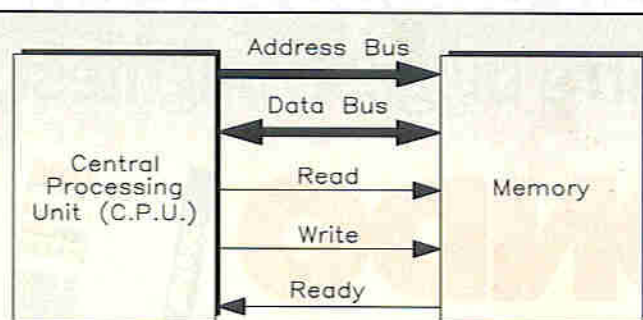 Address Bus
Data Bus
Central
Processing
Unit (C.P.U.)
Read
Memory
Write
Ready